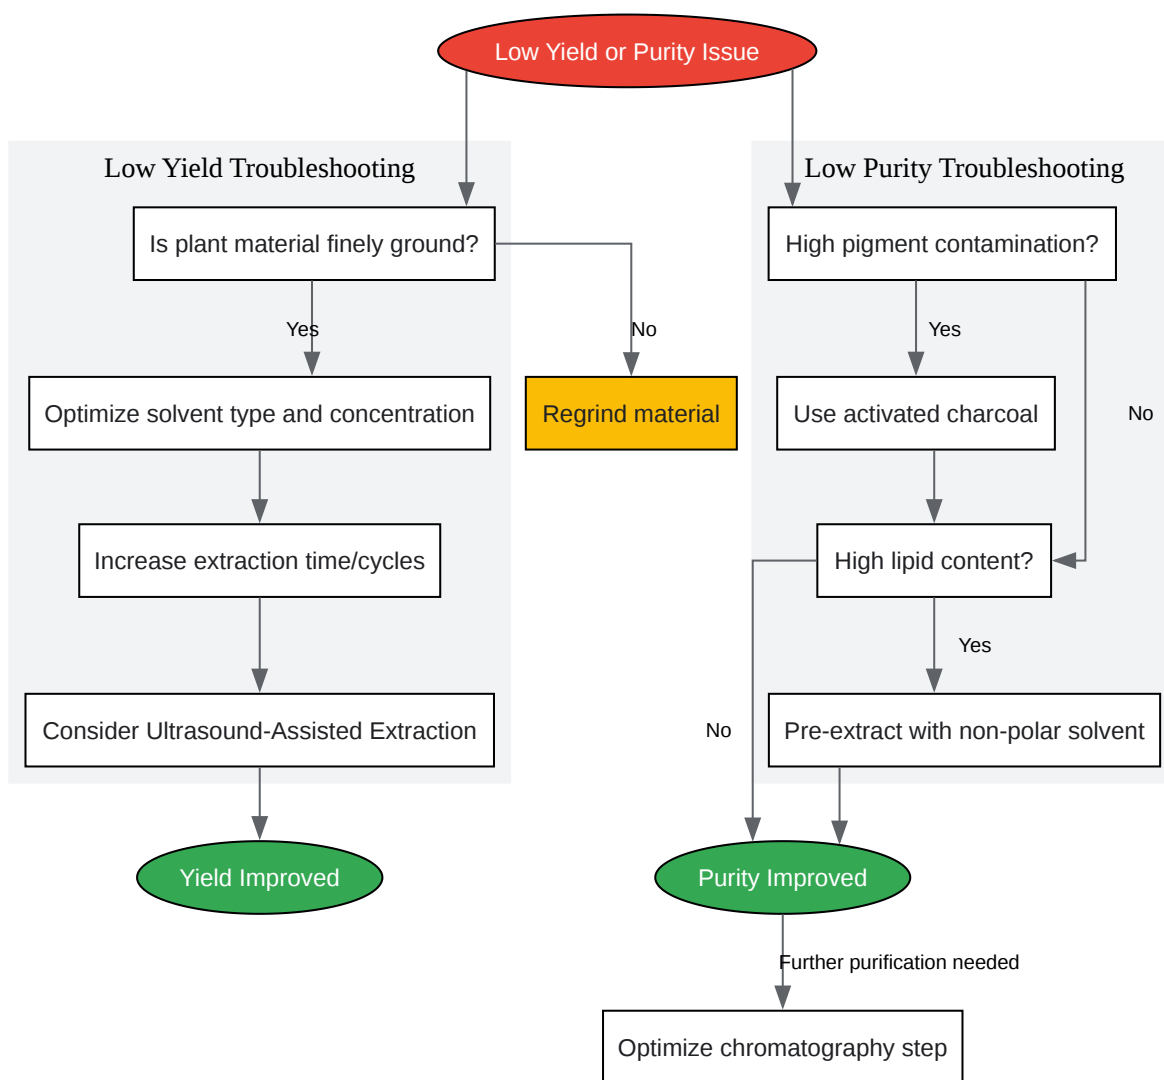 Low Yield or Purity Issue
Low Yield Troubleshooting
Low Purity Troubleshooting
Is plant material finely ground?
High pigment contamination?
Yes
No
Yes
Optimize solvent type and concentration
Regrind material
Use activated charcoal
No
Increase extraction time/cycles
High lipid content?
Yes
Consider Ultrasound-Assisted Extraction
No
Pre-extract with non-polar solvent
Yield Improved
Purity Improved
Further purification needed
Optimize chromatography step